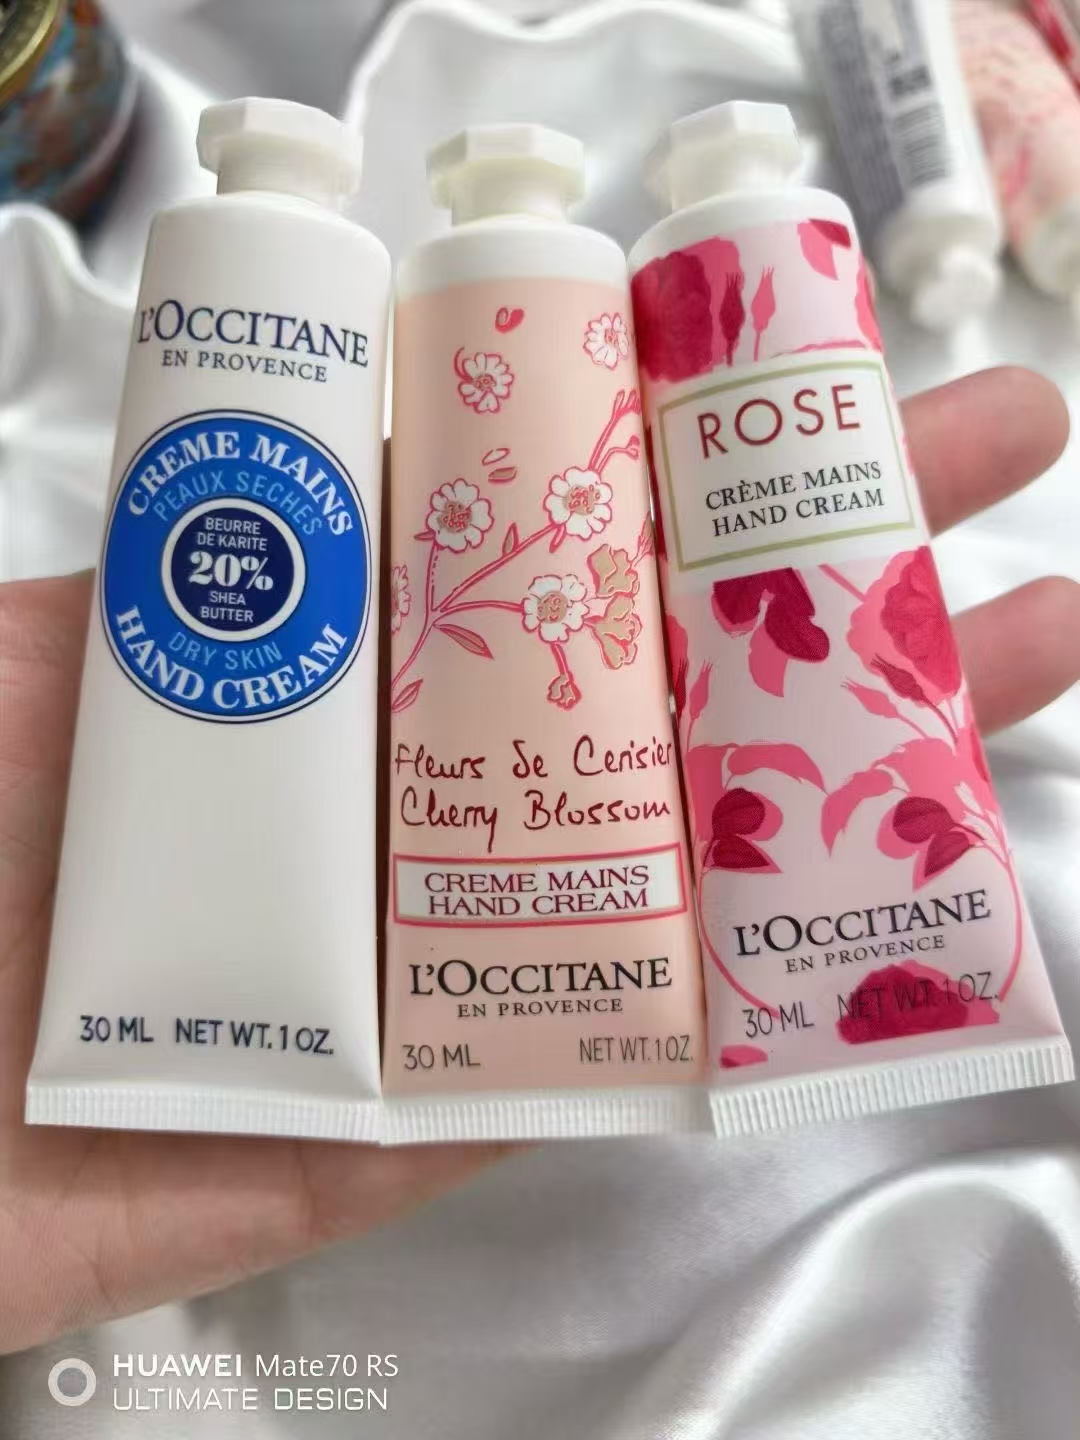 L'OCCITANE
EN PROVENCE
CREME MAINS
PEAUX SECHES
BEURRE
DE KARITE
20%
SHEA
BUTTER
DRY SKIN
HAND CREAM
30 ML NET WT. 1 OZ.
Fleurs de Cerisier
Cherry Blossom
CREME MAINS
HAND CREAM
L'OCCITANE
EN PROVENCE
30 ML NET WT. 1 OZ.
ROSE
CRÈME MAINS
HAND CREAM
L'OCCITANE
EN PROVENCE
30 ML NET WT. 1 OZ.
HUAWEI Mate70 RS
ULTIMATE DESIGN